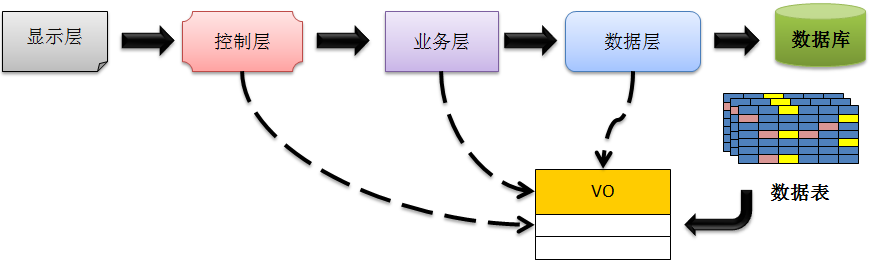 显示层
控制层
业务层
数据层
数据库
VO
数据表